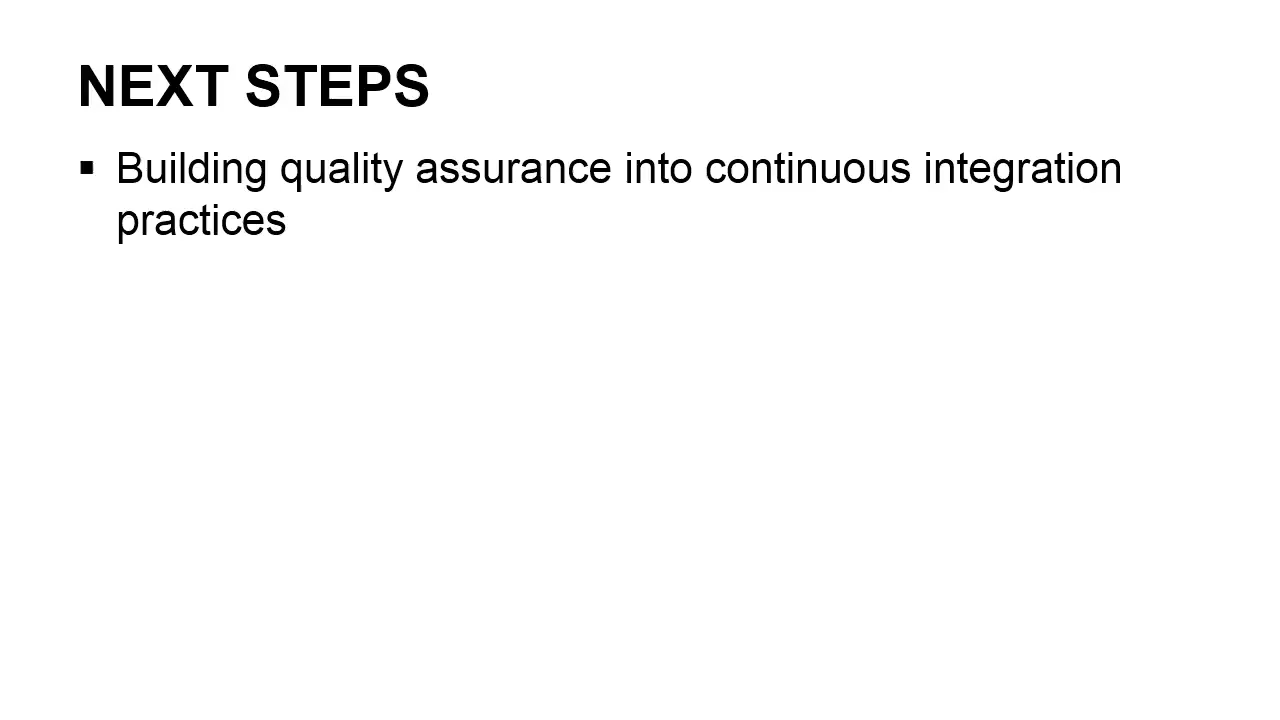 NEXT STEPS
▪ Building quality assurance into continuous integration
practices